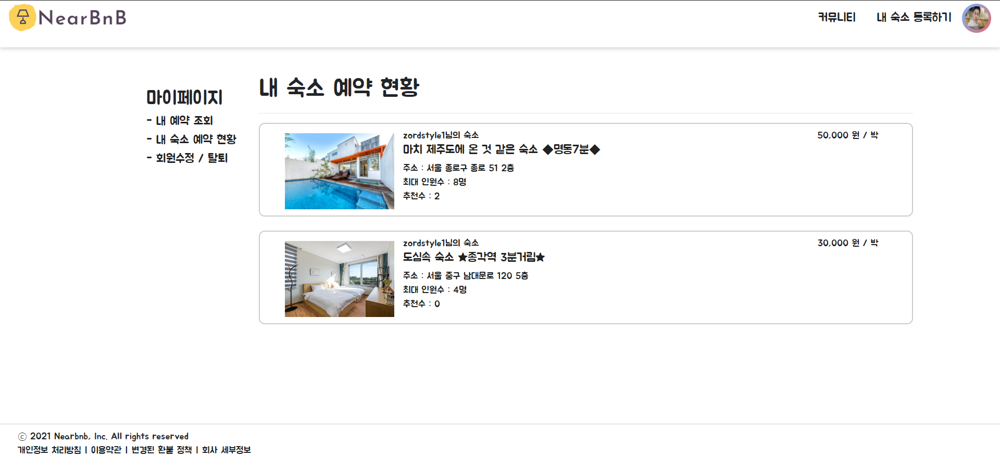 NearBnB
커뮤니티
내 숙소 등록하기
마이페이지
- 내 예약 조회
- 내 숙소 예약 현황
- 회원수정 / 탈퇴
내 숙소 예약 현황
zordstyle1님의 숙소
50,000 원 / 박
마치 제주도에 온 것 같은 숙소 ◆명동7분◆
주소 : 서울 종로구 종로 51 2층
최대 인원수 : 8명
추천수 : 2
zordstyle1님의 숙소
30,000 원 / 박
도심속 숙소 ★종각역 3분거림★
주소 : 서울 중구 남대문로 120 5층
최대 인원수 : 4명
추천수 : 0
ⓒ 2021 Nearbnb, Inc. All rights reserved
개인정보 처리방침 | 이용약관 | 변경된 환불 정책 | 회사 세부정보